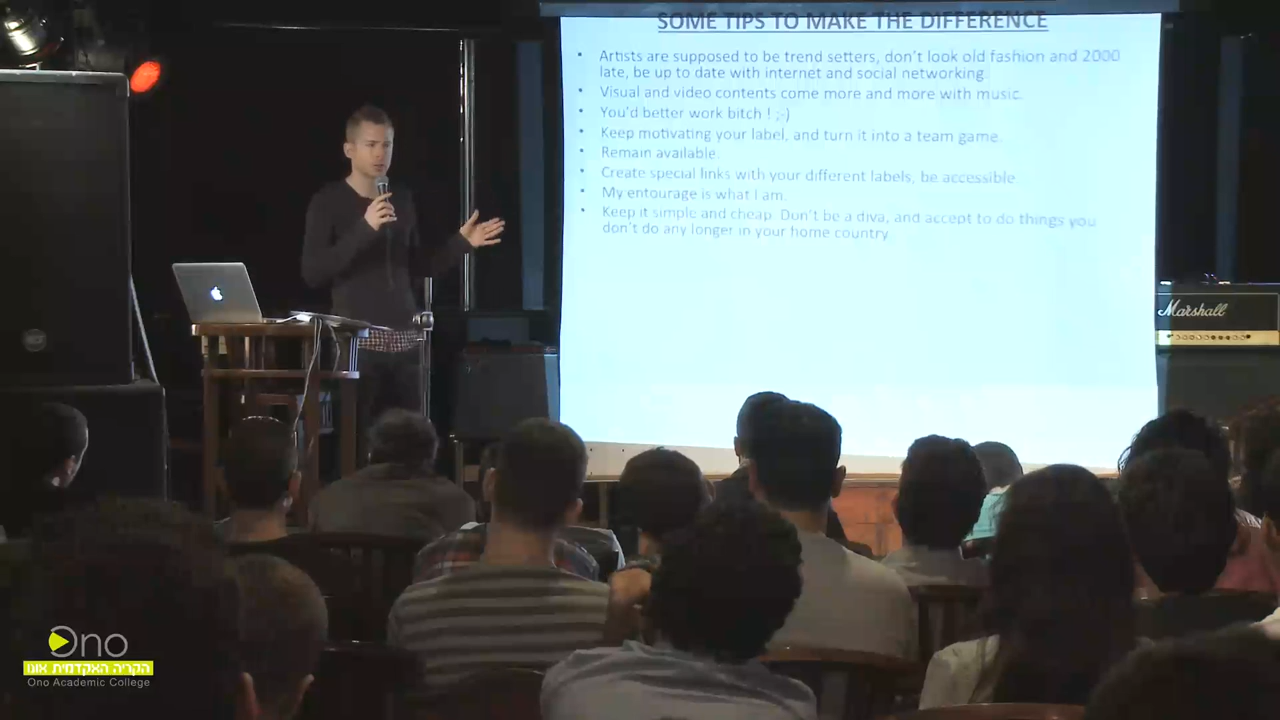 SOME TIPS TO MAKE THE DIFFERENCE
• Artists are supposed to be trend setters, don't look old fashion and 2000
late, be up to date with internet and social networking.
• Visual and video contents come more and more with music.
• You'd better work bitch ! ;-)
• Keep motivating your label, and turn it into a team game.
• Remain available.
• Create special links with your different labels, be accessible
• My entourage is what I am.
• Keep it simple and cheap. Don't be a diva, and accept to do things you
don't do any longer in your home country.
Marshall
Ono
הקריה האקדמית אונו
Ono Academic College